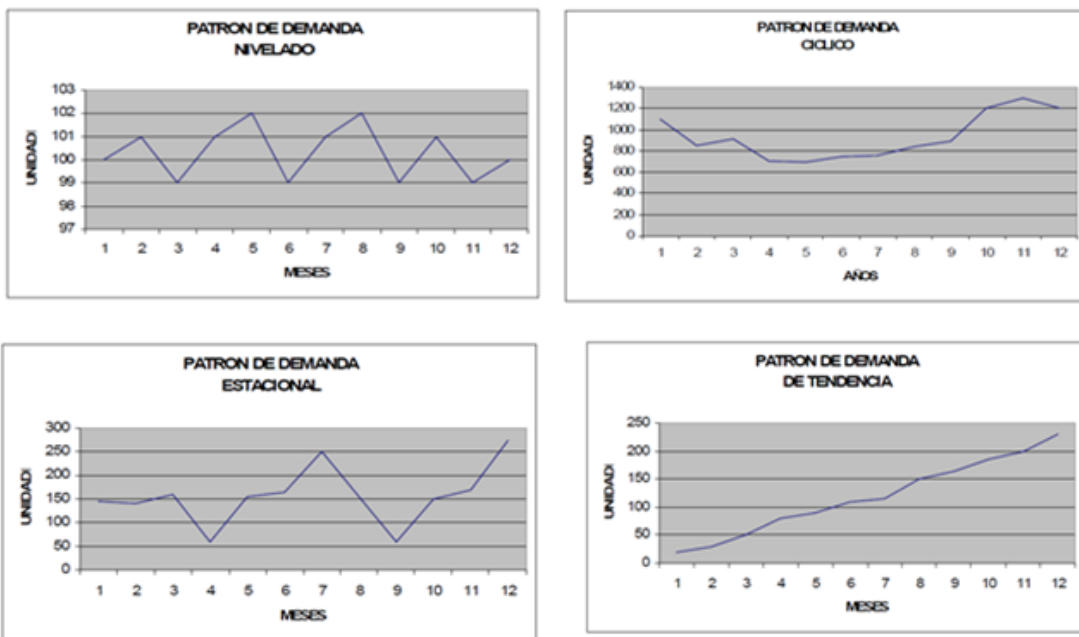 PATRON DE DEMANDA
NIVELADO
103
102
101
100
99
98
97
UNIDADI
1 2 3 4 5 6 7 8 9 10 11 12
MESES
PATRON DE DEMANDA
CICLICO
1400
1200
1000
800
600
400
200
0
UNIDADI
1 2 3 4 5 6 7 8 9 10 11 12
AÑOS
PATRON DE DEMANDA
ESTACIONAL
300
250
200
150
100
50
0
UNIDADI
1 2 3 4 5 6 7 8 9 10 11 12
MESES
PATRON DE DEMANDA
DE TENDENCIA
250
200
150
100
50
0
UNIDADI
1 2 3 4 5 6 7 8 9 10 11 12
MESES